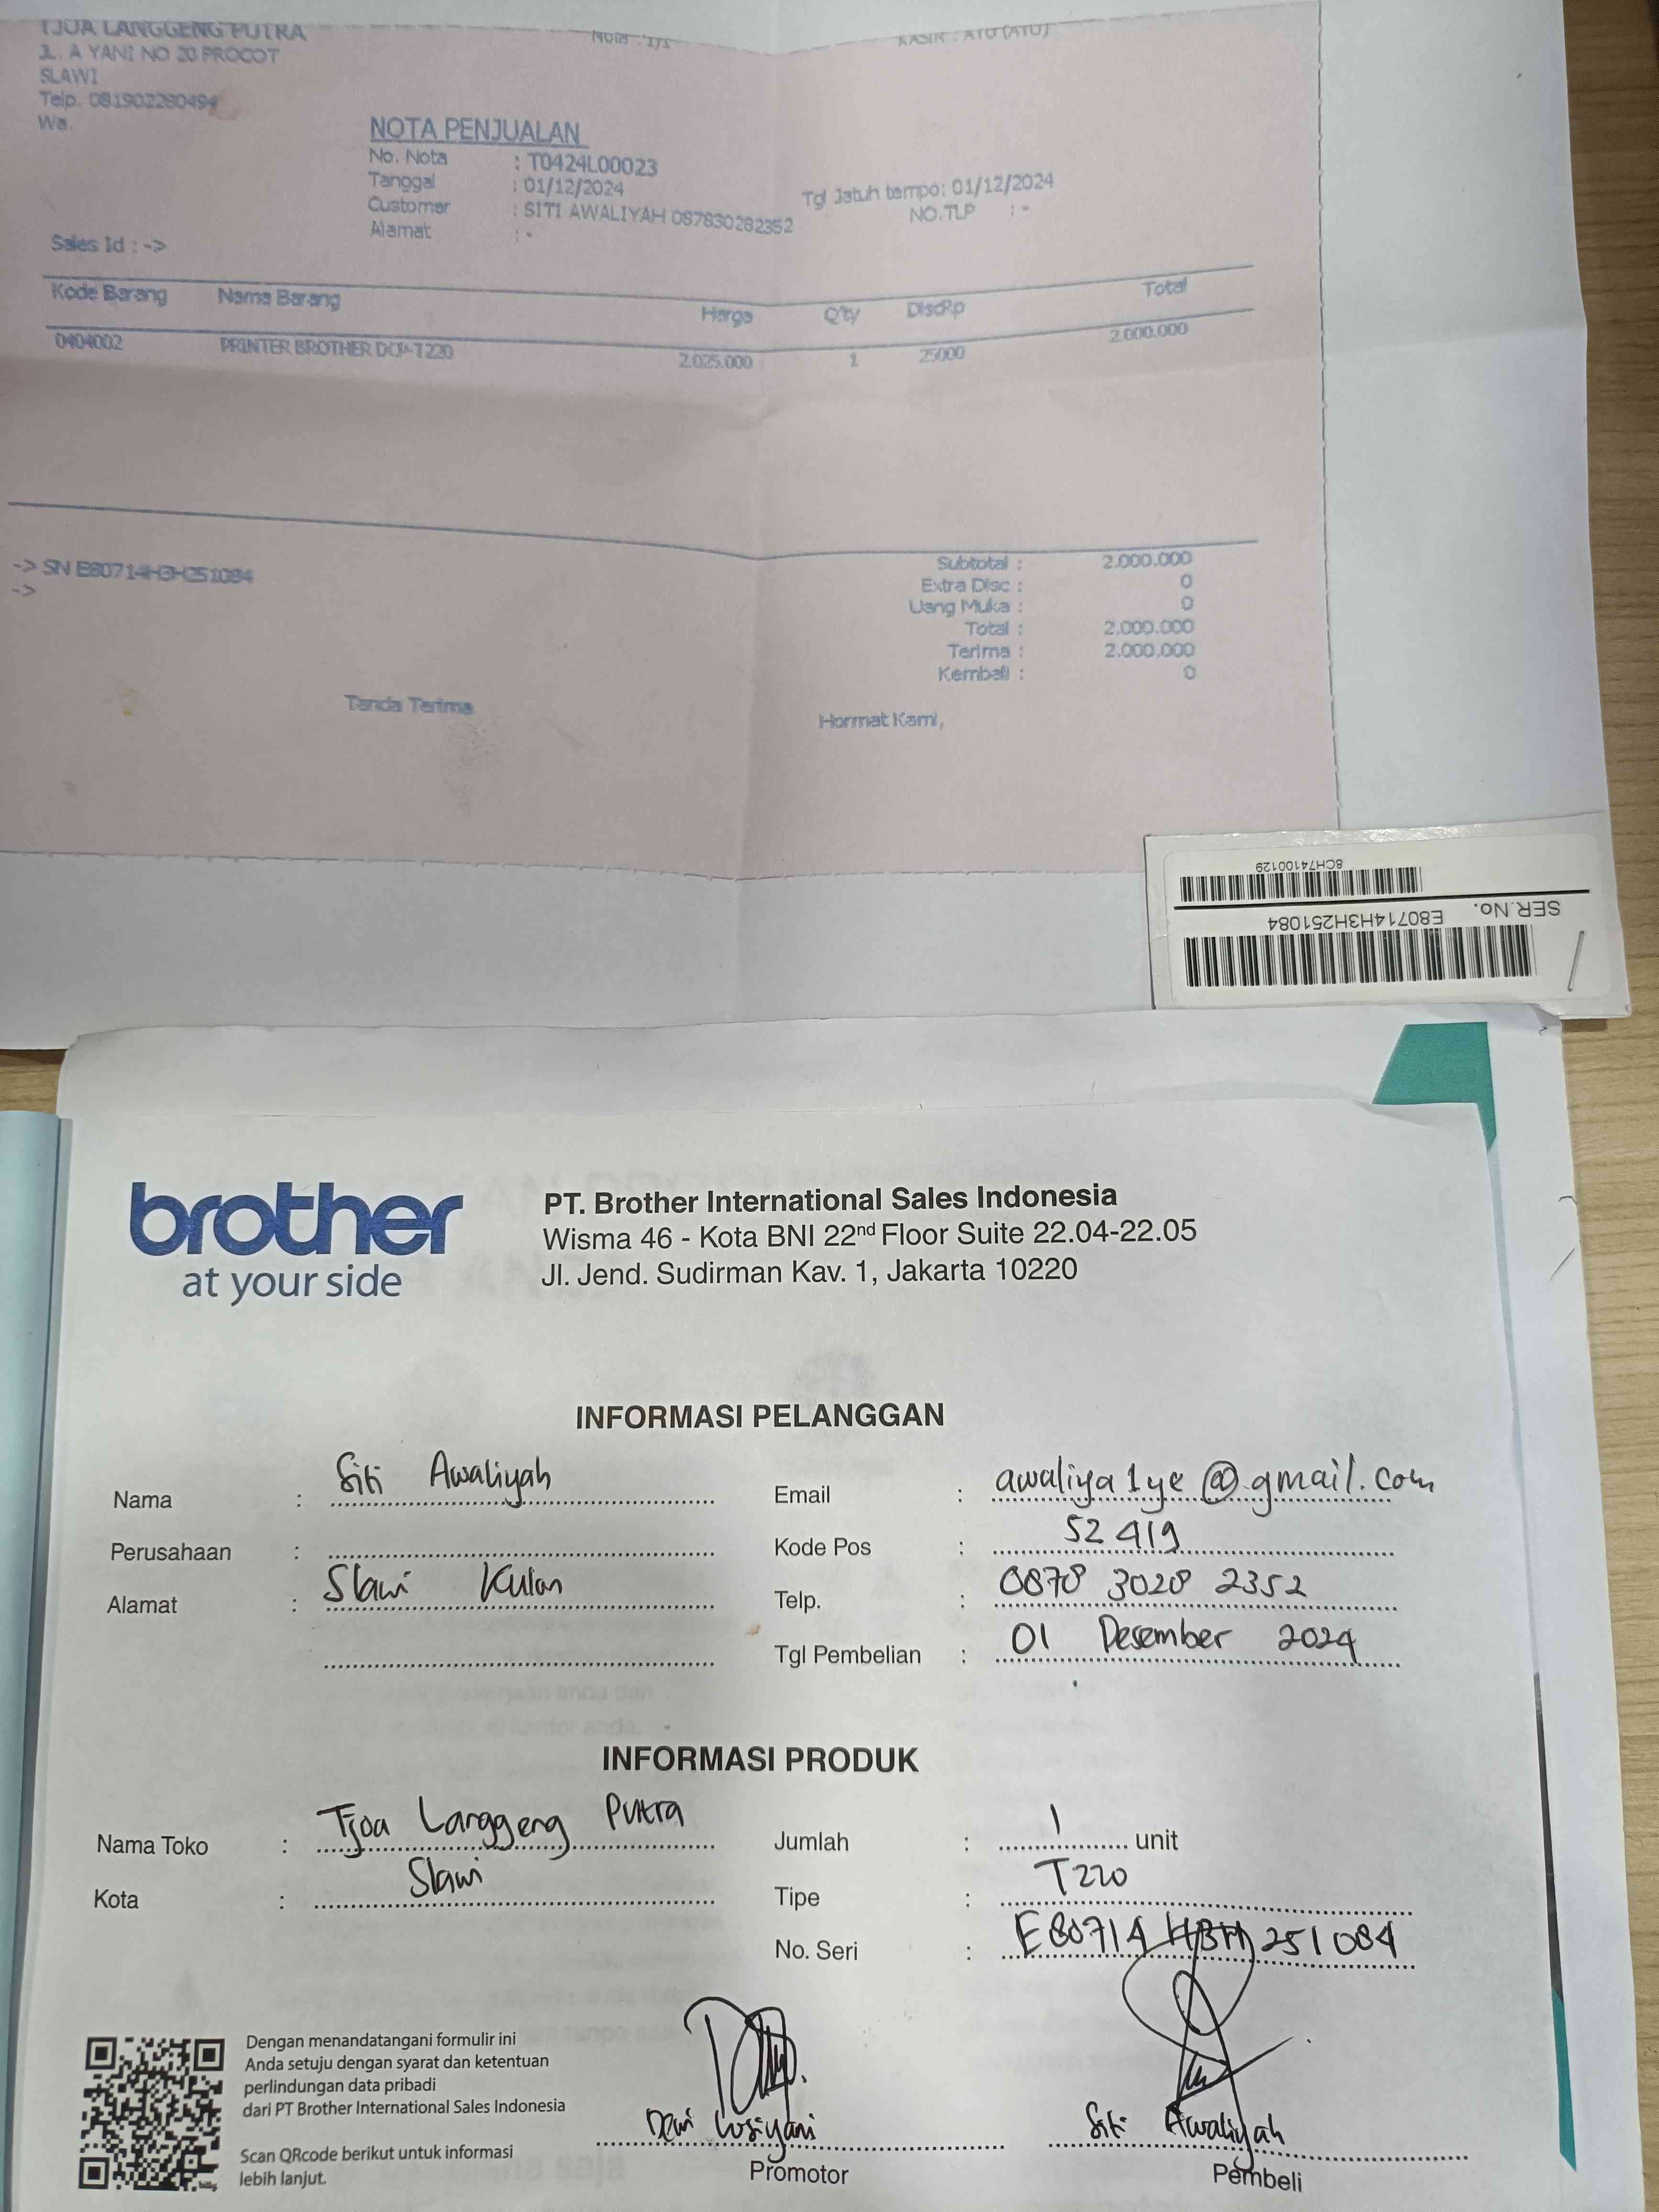 TJOA LANGGENG PUTRA
Nota : 1/1
KASIR : AYU (AYU)
JL. A YANI NO 20 PROCOT
SLAWI
Telp. 081902280494
Wa.
NOTA PENJUALAN
No. Nota : T0424L00023
Tanggal : 01/12/2024
Tgl Jatuh tempo: 01/12/2024
Customer : SITI AWALIYAH 087830282352
NO.TLP : -
Alamat : -
Sales Id : ->
Kode Barang Nama Barang Harga Q'ty DiscRp Total
0404002 PRINTER BROTHER DCP-T220 2.025.000 1 25000 2.000.000
-> SN E80714H3H251084
->
Subtotal : 2.000.000
Extra Disc : 0
Uang Muka : 0
Total : 2.000.000
Terima : 2.000.000
Kembali : 0
Tanda Terima
Hormat Kami,
8CH74100129
SER.No. E80714H3H251084
brother
at your side
PT. Brother International Sales Indonesia
Wisma 46 - Kota BNI 22nd Floor Suite 22.04-22.05
Jl. Jend. Sudirman Kav. 1, Jakarta 10220
INFORMASI PELANGGAN
Nama : Siti Awaliyah
Email : awaliya1ye@gmail.com
Perusahaan :
Kode Pos : 52419
Alamat : Slawi Kulon
Telp. : 0878 3028 2352
Tgl Pembelian : 01 Desember 2024
INFORMASI PRODUK
Nama Toko : Tjoa Langgeng Putra
Jumlah : 1 unit
Kota : Slawi
Tipe : T220
No. Seri : E80714H3H251084
Dengan menandatangani formulir ini
Anda setuju dengan syarat dan ketentuan
perlindungan data pribadi
dari PT Brother International Sales Indonesia
Scan QRcode berikut untuk informasi
lebih lanjut.
Dewi Lusiyani
Promotor
Siti Awaliyah
Pembeli